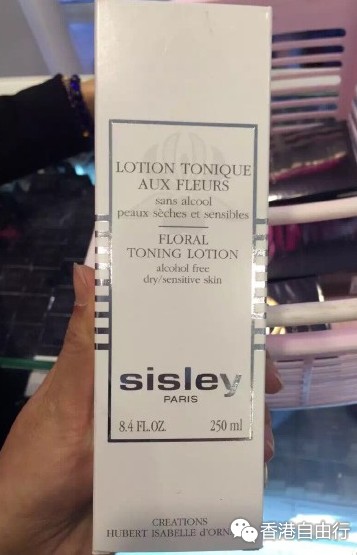 LOTION TONIQUE
AUX FLEURS
sans alcool
peaux sèches et sensibles
FLORAL
TONING LOTION
alcohol free
dry/sensitive skin
sisley
PARIS
8.4 FL.OZ. 250 ml
CREATIONS
HUBERT ISABELLE d'ORN
香港自由行